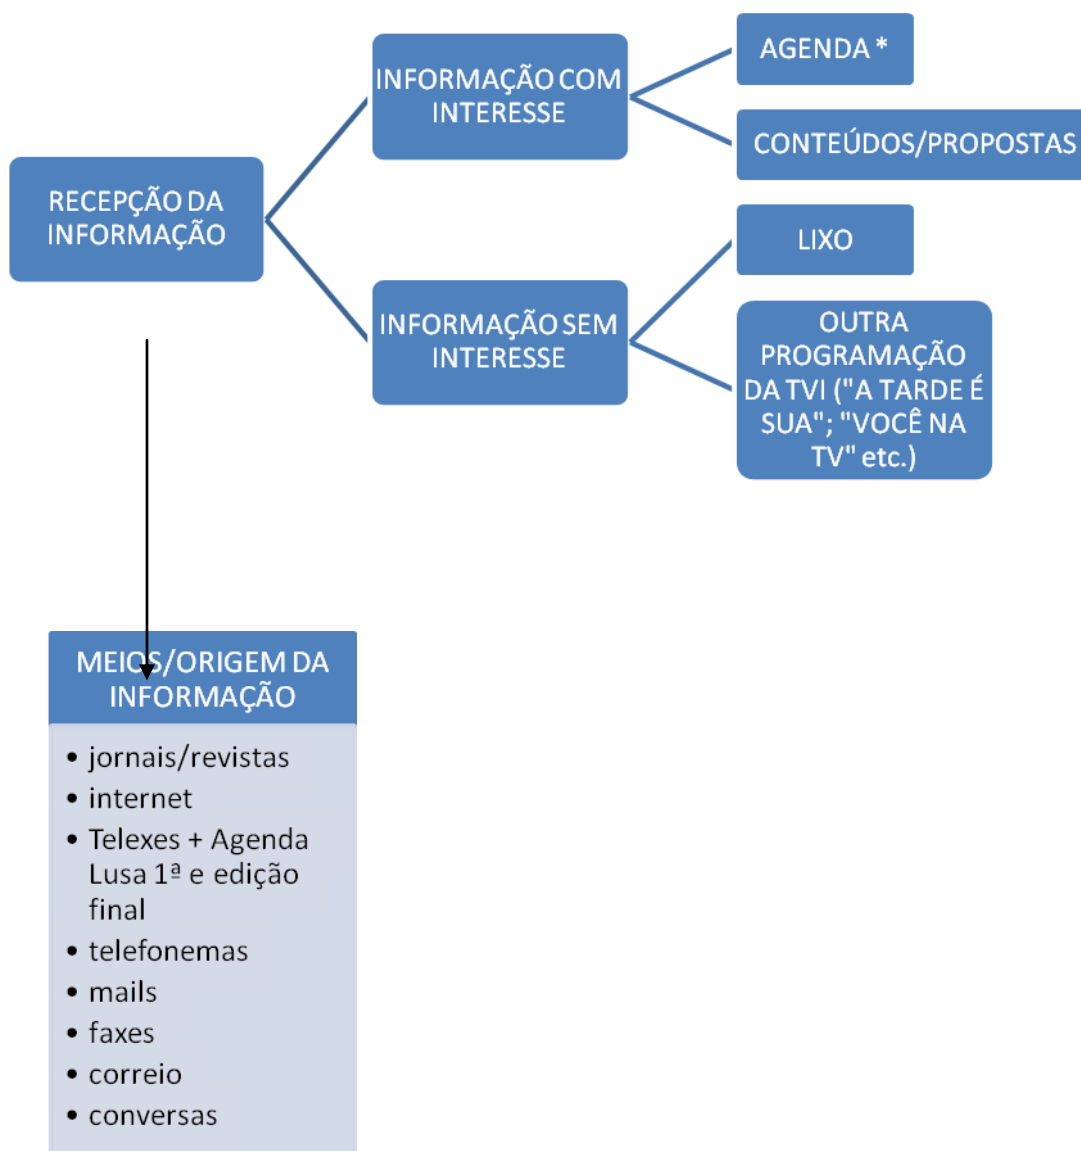 RECEPÇÃO DA
INFORMAÇÃO
INFORMAÇÃO COM
INTERESSE
AGENDA *
CONTEÚDOS/PROPOSTAS
INFORMAÇÃO SEM
INTERESSE
LIXO
OUTRA
PROGRAMAÇÃO
DA TVI ("A TARDE É
SUA"; "VOCÊ NA
TV" etc.)
MEIOS/ORIGEM DA
INFORMAÇÃO
• jornais/revistas
• internet
• Telexes + Agenda
Lusa 1ª e edição
final
• telefonemas
• mails
• faxes
• correio
• conversas